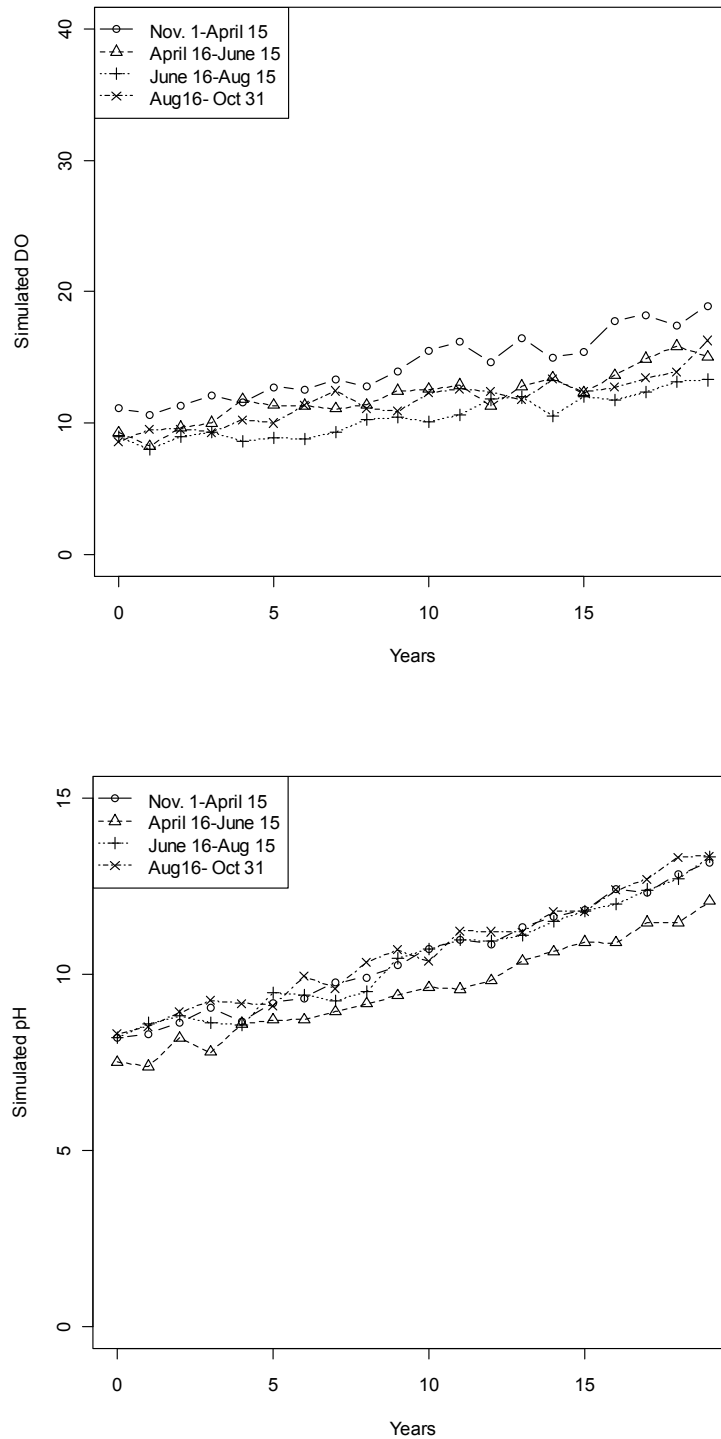 Nov. 1-April 15
April 16-June 15
June 16-Aug 15
Aug16- Oct 31
40
30
20
10
0
Simulated DO
0 5 10 15
Years
Nov. 1-April 15
April 16-June 15
June 16-Aug 15
Aug16- Oct 31
15
10
5
0
Simulated pH
0 5 10 15
Years